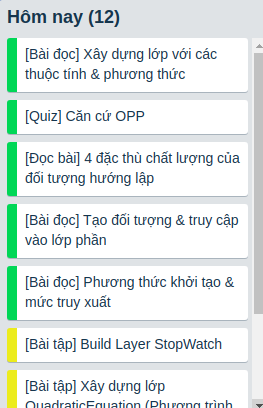 Hôm nay (12)
[Bài đọc] Xây dựng lớp với các
thuộc tính & phương thức
[Quiz] Căn cứ OPP
[Đọc bài] 4 đặc thù chất lượng của
đối tượng hướng lập
[Bài đọc] Tạo đối tượng & truy cập
vào lớp phần
[Bài đọc] Phương thức khởi tạo &
mức truy xuất
[Bài tập] Build Layer StopWatch
[Bài tập] Xây dựng lớp
QuadraticEquation (Phương trình